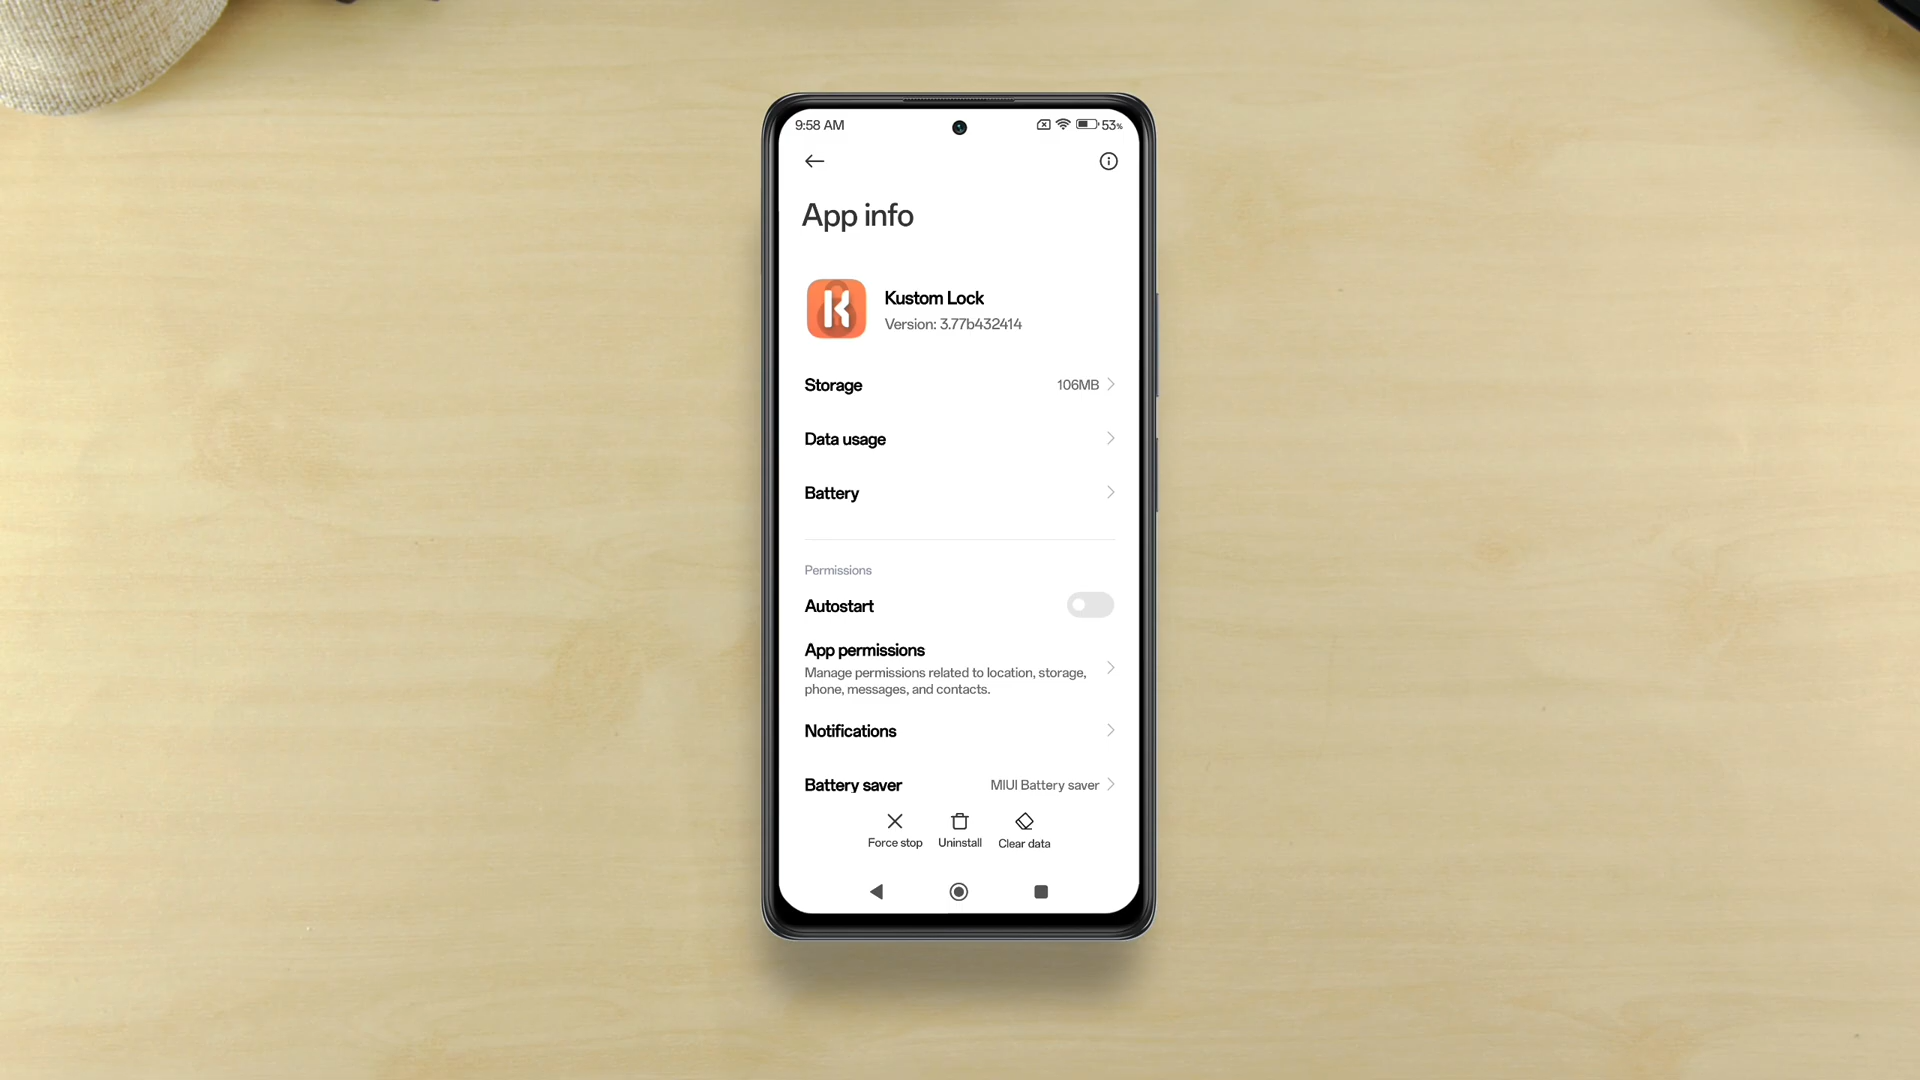 9:58 AM
53%
App info
Kustom Lock
Version: 3.77b432414
Storage
106MB
Data usage
Battery
Permissions
Autostart
App permissions
Manage permissions related to location, storage,
phone, messages, and contacts.
Notifications
Battery saver
MIUI Battery saver
Force stop
Uninstall
Clear data